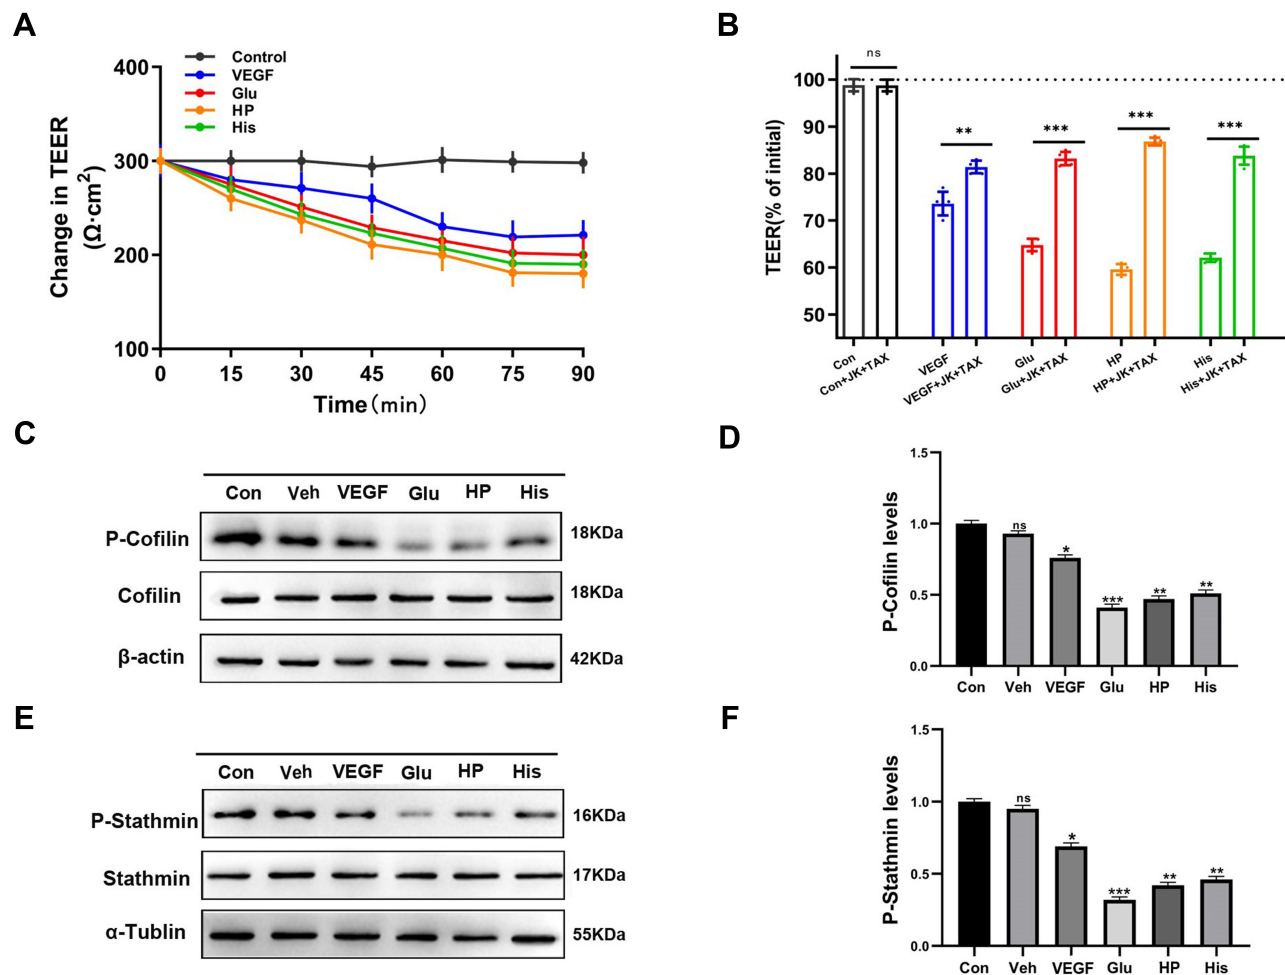 A
Control
VEGF
Glu
HP
His
400
300
200
100
Change in TEER
(Ω·cm2)
0 15 30 45 60 75 90
Time(min)
B
ns
** *** *** ***
100
90
80
70
60
50
TEER(% of initial)
Con
Con+JK+TAX
VEGF
VEGF+JK+TAX
Glu
Glu+JK+TAX
HP
HP+JK+TAX
His
His+JK+TAX
C
Con Veh VEGF Glu HP His
P-Cofilin 18KDa
Cofilin 18KDa
β-actin 42KDa
D
1.5
1.0
0.5
0.0
P-Cofilin levels
ns * *** ** **
Con Veh VEGF Glu HP His
E
Con Veh VEGF Glu HP His
P-Stathmin 16KDa
Stathmin 17KDa
α-Tublin 55KDa
F
1.5
1.0
0.5
0.0
P-Stathmin levels
ns * *** ** **
Con Veh VEGF Glu HP His